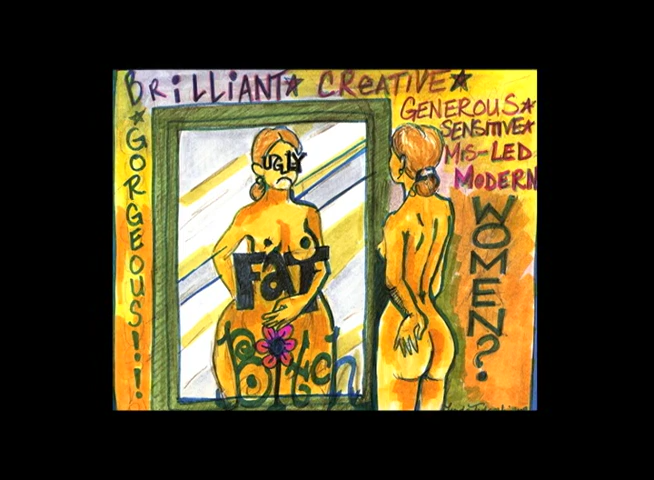 BRiLLiANT★ CREATIVE★
★GORGEOUS!!
GENEROUS★
SENSITIVE★
MIS-LED
MODERN
WOMEN?
UGLY
FAT
Bitch